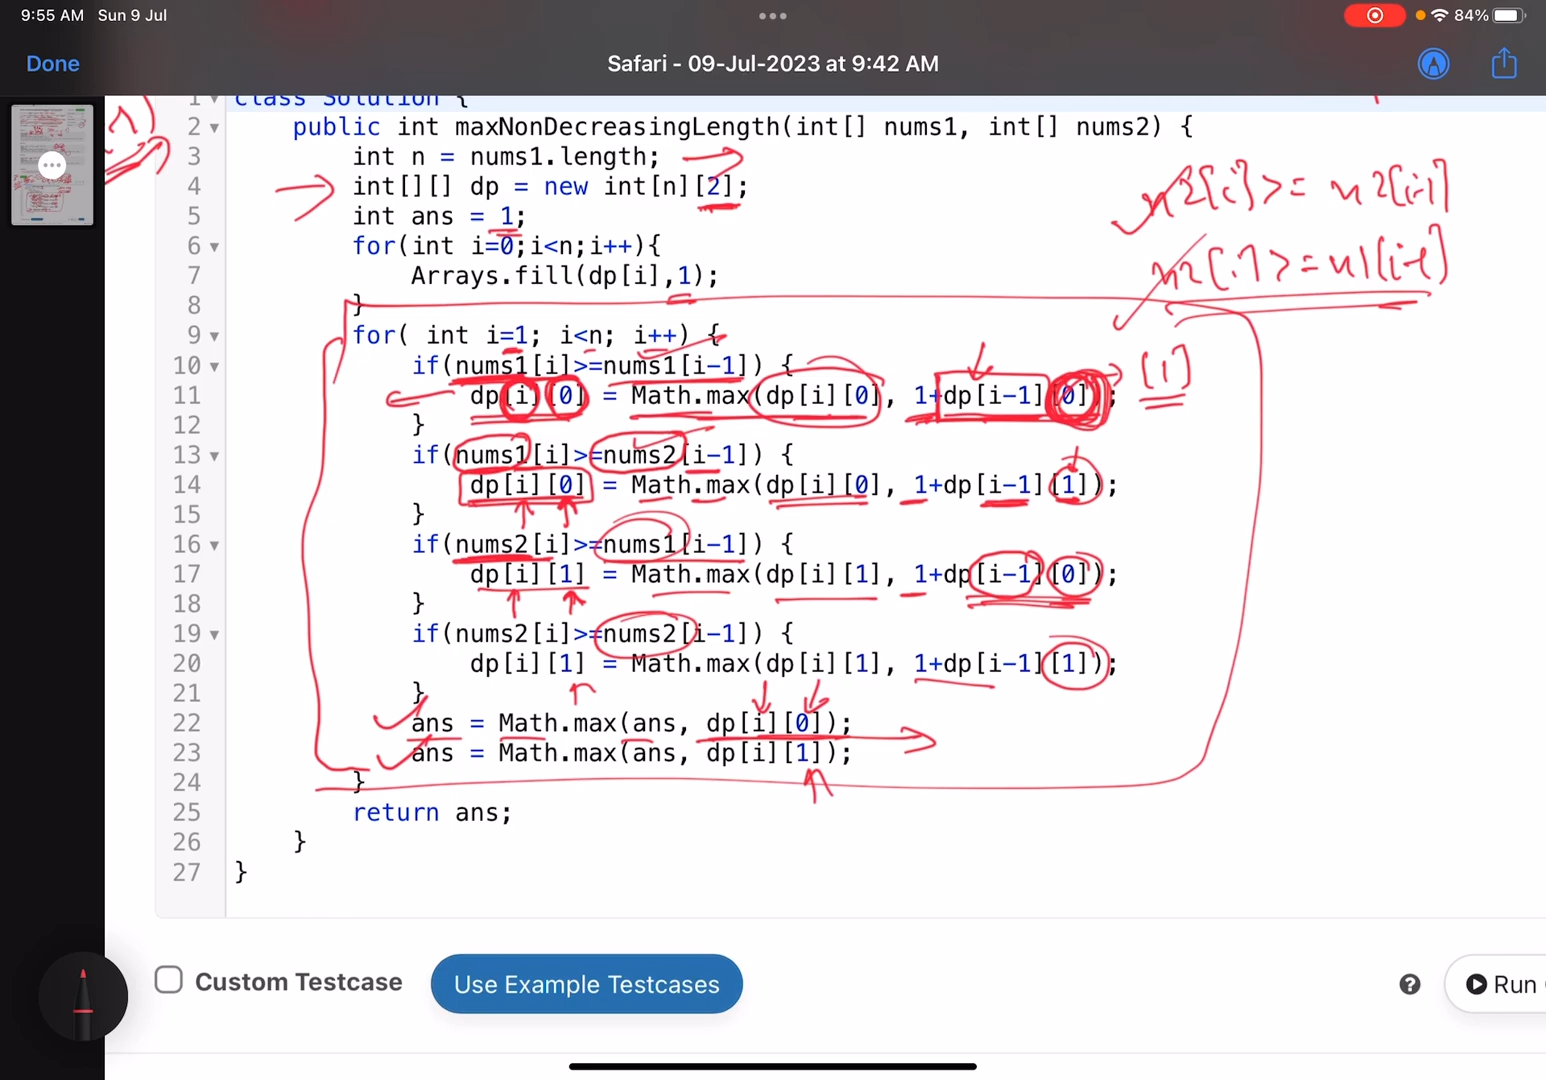 9:55 AM Sun 9 Jul
84%
Done
Safari - 09-Jul-2023 at 9:42 AM
1 class Solution {
2 public int maxNonDecreasingLength(int[] nums1, int[] nums2) {
3 int n = nums1.length;
4 int[][] dp = new int[n][2];
5 int ans = 1;
6 for(int i=0;i<n;i++){
7 Arrays.fill(dp[i],1);
8 }
9 for( int i=1; i<n; i++) {
10 if(nums1[i]>=nums1[i-1]) {
11 dp[i][0] = Math.max(dp[i][0], 1+dp[i-1][0]);
12 }
13 if(nums1[i]>=nums2[i-1]) {
14 dp[i][0] = Math.max(dp[i][0], 1+dp[i-1][1]);
15 }
16 if(nums2[i]>=nums1[i-1]) {
17 dp[i][1] = Math.max(dp[i][1], 1+dp[i-1][0]);
18 }
19 if(nums2[i]>=nums2[i-1]) {
20 dp[i][1] = Math.max(dp[i][1], 1+dp[i-1][1]);
21 }
22 ans = Math.max(ans, dp[i][0]);
23 ans = Math.max(ans, dp[i][1]);
24 }
25 return ans;
26 }
27 }
n2[i]>= n2[i-1]
n2[i]>=n1[i-1]
[1]
Custom Testcase
Use Example Testcases
?
Run